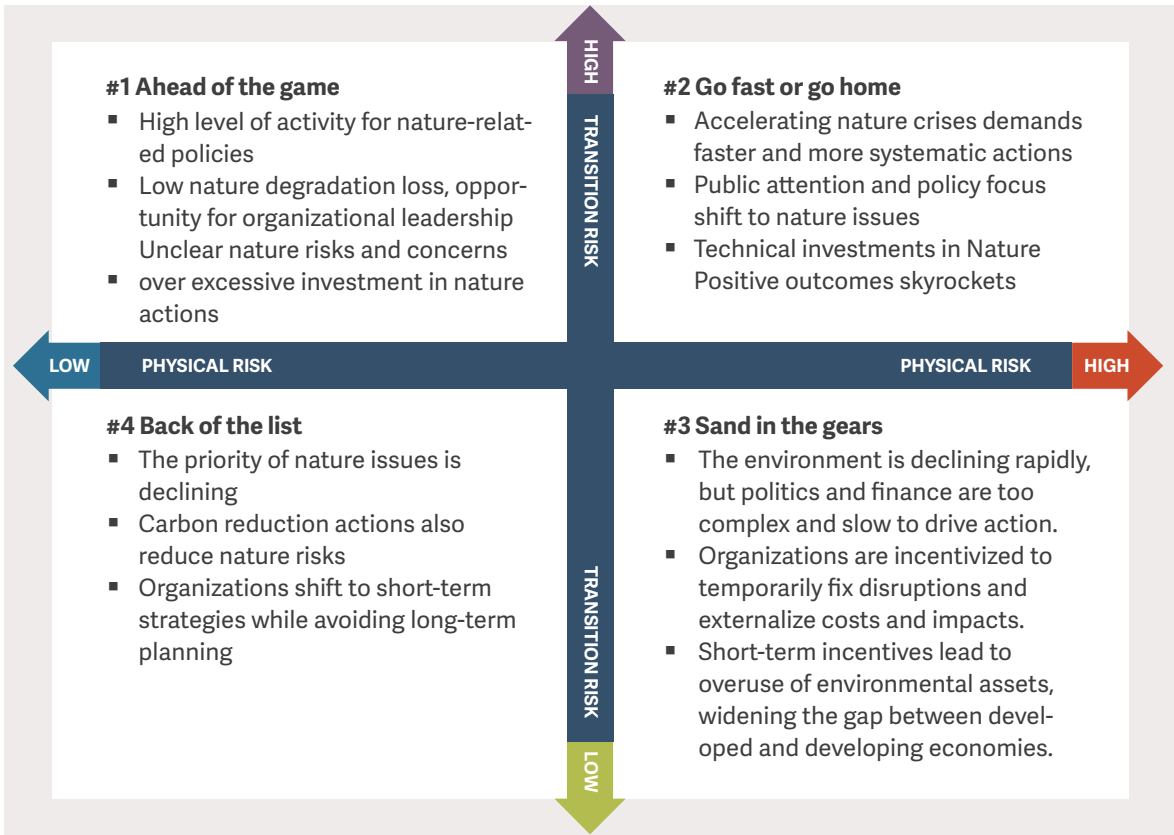 HIGH
TRANSITION RISK
#1 Ahead of the game
▪ High level of activity for nature-relat-
ed policies
▪ Low nature degradation loss, oppor-
tunity for organizational leadership
Unclear nature risks and concerns
▪ over excessive investment in nature
actions
#2 Go fast or go home
▪ Accelerating nature crises demands
faster and more systematic actions
▪ Public attention and policy focus
shift to nature issues
▪ Technical investments in Nature
Positive outcomes skyrockets
LOW
PHYSICAL RISK
PHYSICAL RISK
HIGH
#4 Back of the list
▪ The priority of nature issues is
declining
▪ Carbon reduction actions also
reduce nature risks
▪ Organizations shift to short-term
strategies while avoiding long-term
planning
#3 Sand in the gears
▪ The environment is declining rapidly,
but politics and finance are too
complex and slow to drive action.
▪ Organizations are incentivized to
temporarily fix disruptions and
externalize costs and impacts.
▪ Short-term incentives lead to
overuse of environmental assets,
widening the gap between devel-
oped and developing economies.
TRANSITION RISK
LOW